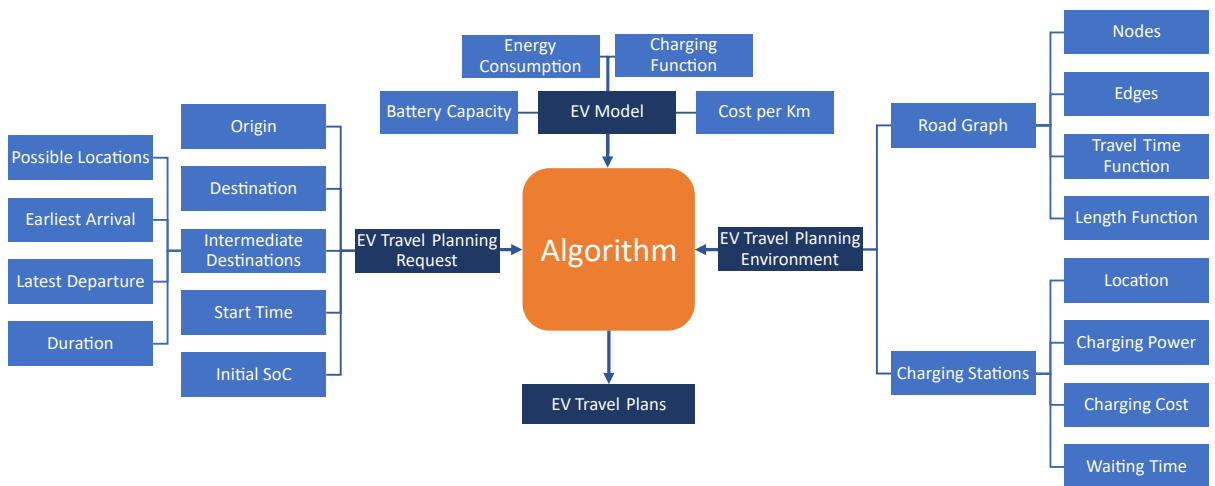 Energy
Consumption
Charging
Function
Battery Capacity
EV Model
Cost per Km
Possible Locations
Earliest Arrival
Latest Departure
Duration
Origin
Destination
Intermediate
Destinations
Start Time
Initial SoC
EV Travel Planning
Request
Algorithm
EV Travel Plans
EV Travel Planning
Environment
Road Graph
Nodes
Edges
Travel Time
Function
Length Function
Charging Stations
Location
Charging Power
Charging Cost
Waiting Time